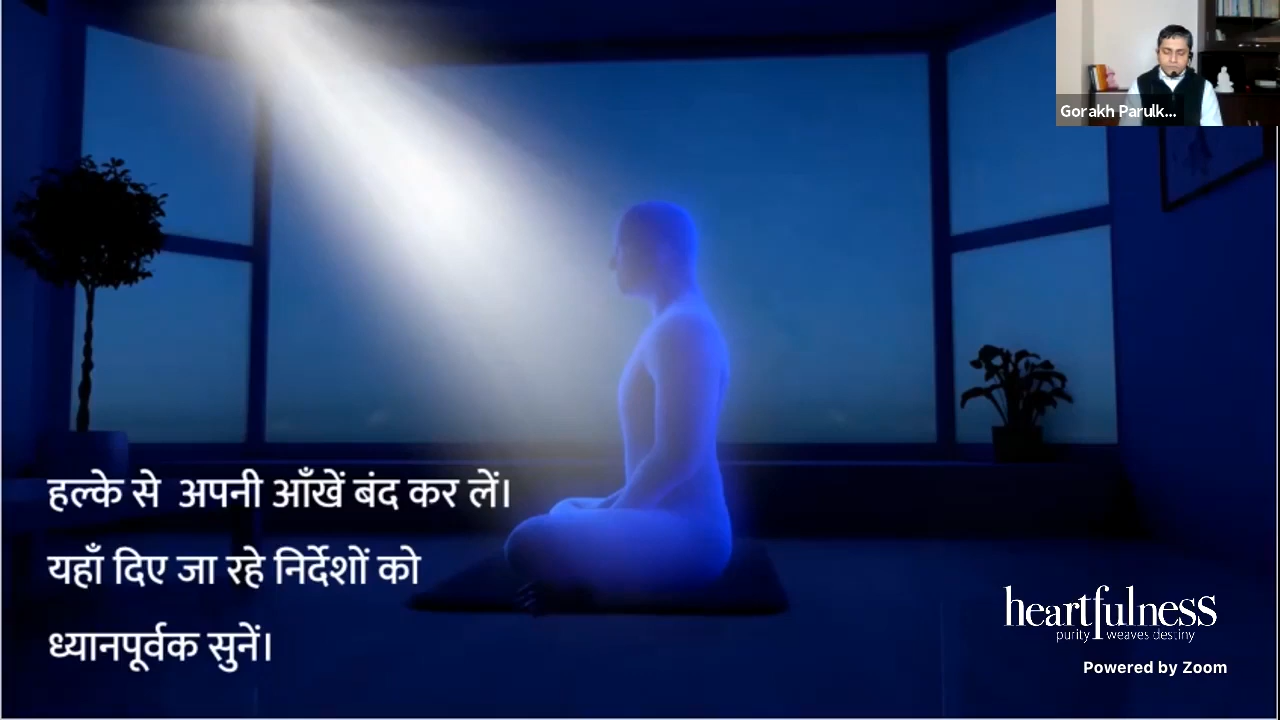 Gorakh Parulk...
हल्के से अपनी आँखें बंद कर लें।
यहाँ दिए जा रहे निर्देशों को
ध्यानपूर्वक सुनें।
heartfulness
purity weaves destiny
Powered by Zoom